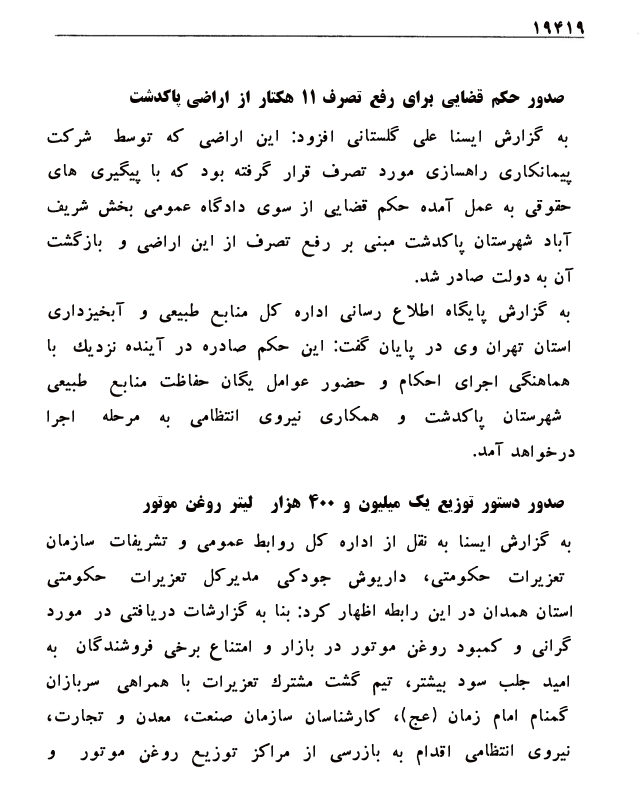 ۱۹۴۱۹
صدور حکم قضایی برای رفع تصرف ۱۱ هکتار از اراضی پاکدشت
به گزارش ایسنا علی گلستانی افزود: این اراضی که توسط شرکت
پیمانکاری راهسازی مورد تصرف قرار گرفته بود که با پیگیری های
حقوقی به عمل آمده حکم قضایی از سوی دادگاه عمومی بخش شریف
آباد شهرستان پاکدشت مبنی بر رفع تصرف از این اراضی و بازگشت
آن به دولت صادر شد.
به گزارش پایگاه اطلاع رسانی اداره کل منابع طبیعی و آبخیزداری
استان تهران وی در پایان گفت: این حکم صادره در آینده نزدیك با
هماهنگی اجرای احکام و حضور عوامل یگان حفاظت منابع طبیعی
شهرستان پاکدشت و همکاری نیروی انتظامی به مرحله اجرا
درخواهد آمد.
صدور دستور توزیع یک میلیون و ۴۰۰ هزار لیتر روغن موتور
به گزارش ایسنا به نقل از اداره کل روابط عمومی و تشریفات سازمان
تعزیرات حکومتی، داریوش جودکی مدیرکل تعزیرات حکومتی
استان همدان در این رابطه اظهار کرد: بنا به گزارشات دریافتی در مورد
گرانی و کمبود روغن موتور در بازار و امتناع برخی فروشندگان به
امید جلب سود بیشتر، تیم گشت مشترك تعزیرات با همراهی سربازان
گمنام امام زمان (عج)، کارشناسان سازمان صنعت، معدن و تجارت،
نیروی انتظامی اقدام به بازرسی از مراکز توزیع روغن موتور و